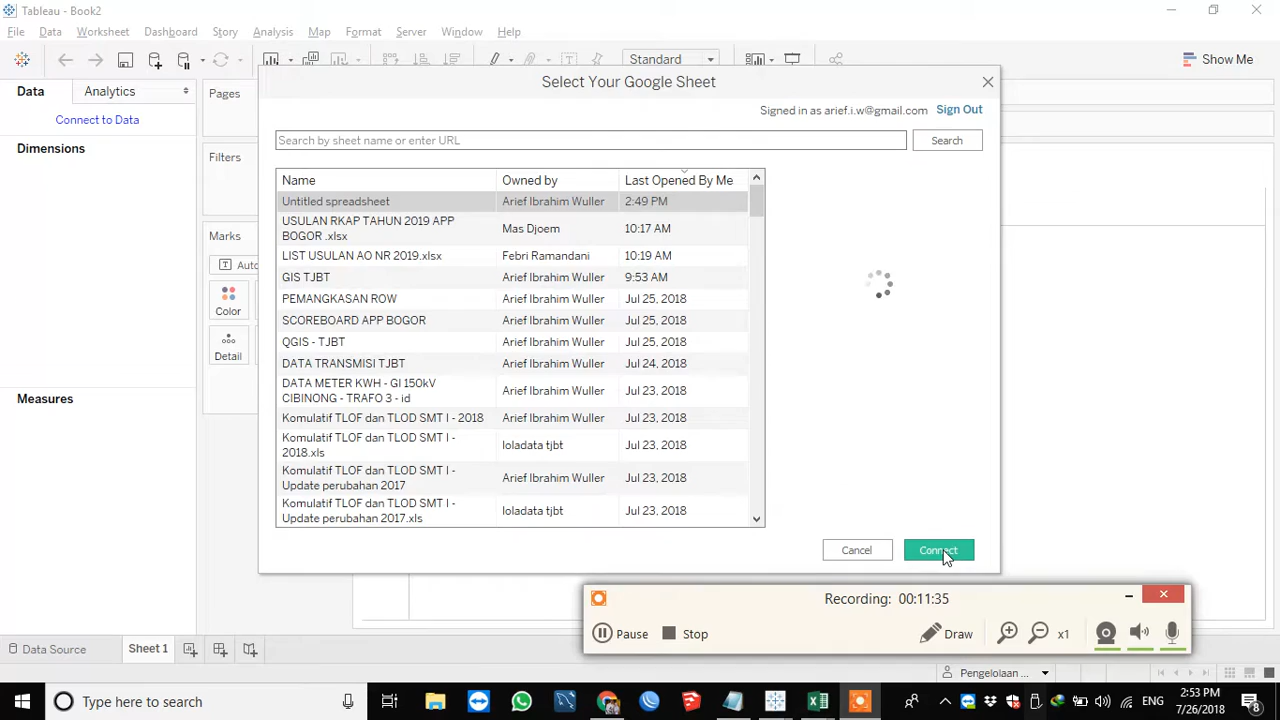 Tableau - Book2
File Data Worksheet Dashboard Story Analysis Map Format Server Window Help
Standard
Show Me
Data Analytics
Connect to Data
Dimensions
Measures
Pages
Filters
Marks
Auto
Color
Detail
Select Your Google Sheet
Signed in as arief.i.w@gmail.com Sign Out
Search by sheet name or enter URL Search
Name Owned by Last Opened By Me
Untitled spreadsheet Arief Ibrahim Wuller 2:49 PM
USULAN RKAP TAHUN 2019 APP
BOGOR .xlsx Mas Djoem 10:17 AM
LIST USULAN AO NR 2019.xlsx Febri Ramandani 10:19 AM
GIS TJBT Arief Ibrahim Wuller 9:53 AM
PEMANGKASAN ROW Arief Ibrahim Wuller Jul 25, 2018
SCOREBOARD APP BOGOR Arief Ibrahim Wuller Jul 25, 2018
QGIS - TJBT Arief Ibrahim Wuller Jul 25, 2018
DATA TRANSMISI TJBT Arief Ibrahim Wuller Jul 24, 2018
DATA METER KWH - GI 150kV
CIBINONG - TRAFO 3 - id Arief Ibrahim Wuller Jul 23, 2018
Komulatif TLOF dan TLOD SMT I - 2018 Arief Ibrahim Wuller Jul 23, 2018
Komulatif TLOF dan TLOD SMT I -
2018.xls loladata tjbt Jul 23, 2018
Komulatif TLOF dan TLOD SMT I -
Update perubahan 2017 Arief Ibrahim Wuller Jul 23, 2018
Komulatif TLOF dan TLOD SMT I -
Update perubahan 2017.xls loladata tjbt Jul 23, 2018
Cancel Connect
Recording: 00:11:35
Pause Stop Draw x1
Data Source Sheet 1
Pengelolaan ...
Type here to search
ENG
2:53 PM
7/26/2018
8